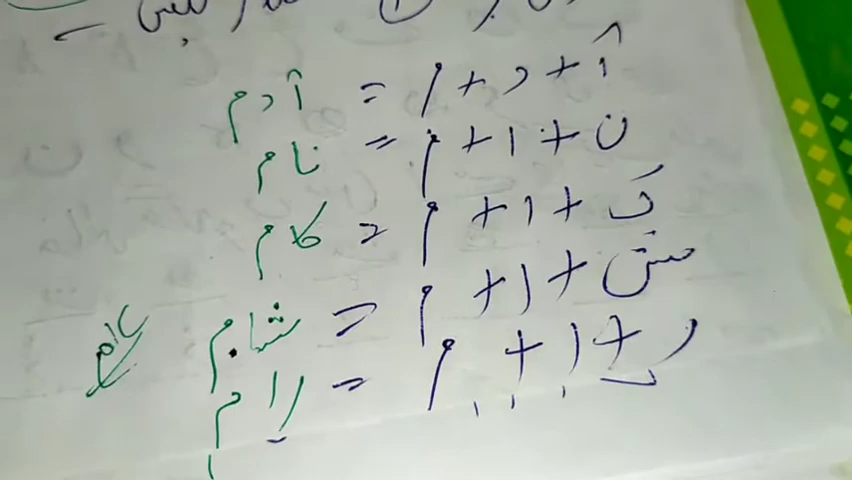 آ + د + م = آدم
ن + ا + م = نام
ک + ا + م = کام
ش + ا + م = شام
ر + ا + م = رام